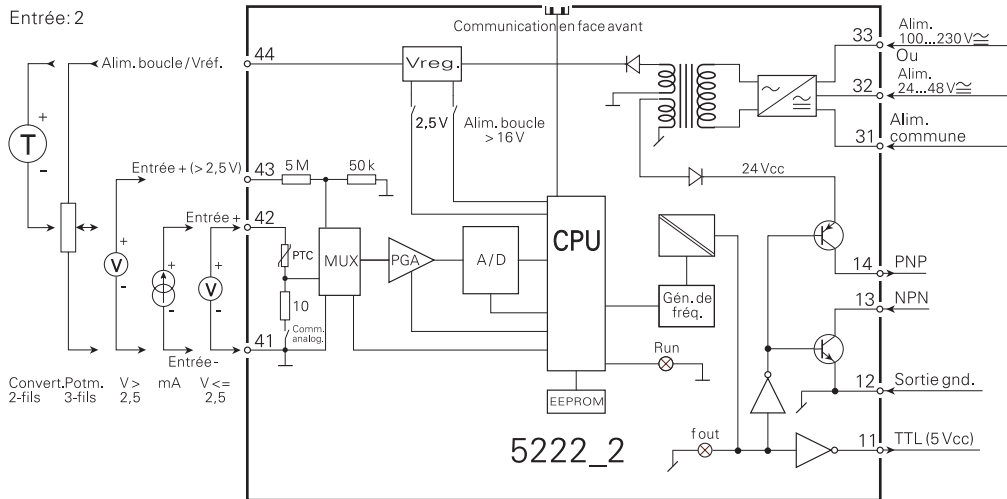 Entrée: 2
Communication en face avant
Alim. boucle / Vréf.
44
Vreg.
33
Alim.
100...230 V≅
Ou
32
Alim.
24...48 V≅
31
Alim.
commune
2,5 V
Alim. boucle
> 16 V
T
+
-
Entrée + (> 2,5 V)
43
5 M
50 k
24 Vcc
Entrée +
42
PTC
MUX
PGA
A/D
CPU
14
PNP
+
V
-
+
-
+
V
-
10
Comm.
analog.
Gén. de
fréq.
13
NPN
41
Entrée -
Run
12
Sortie gnd.
Convert.
2-fils
Potm.
3-fils
V >
2,5
mA
V <=
2,5
EEPROM
5222_2
f out
11
TTL (5 Vcc)